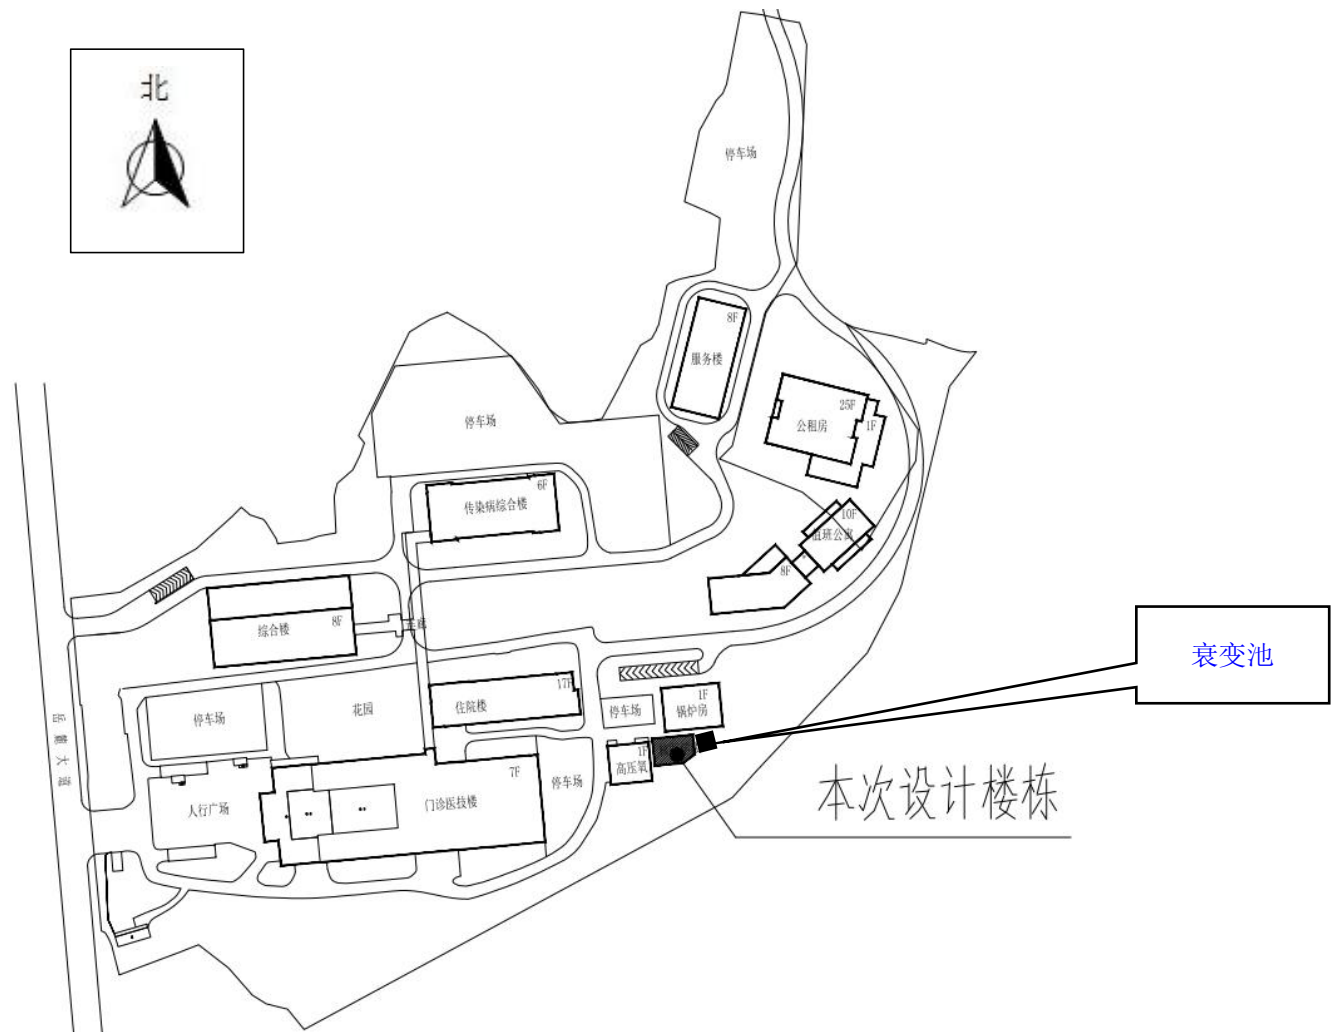 北
停车场
8F
服务楼
25F
公租房
1F
停车场
6F
传染病综合楼
10F
值班公寓
8F
综合楼
8F
连廊
衰变池
17F
住院楼
停车场
花园
停车场
1F
锅炉房
岳麓大道
1F
高压氧
7F
门诊医技楼
停车场
人行广场
本次设计楼栋